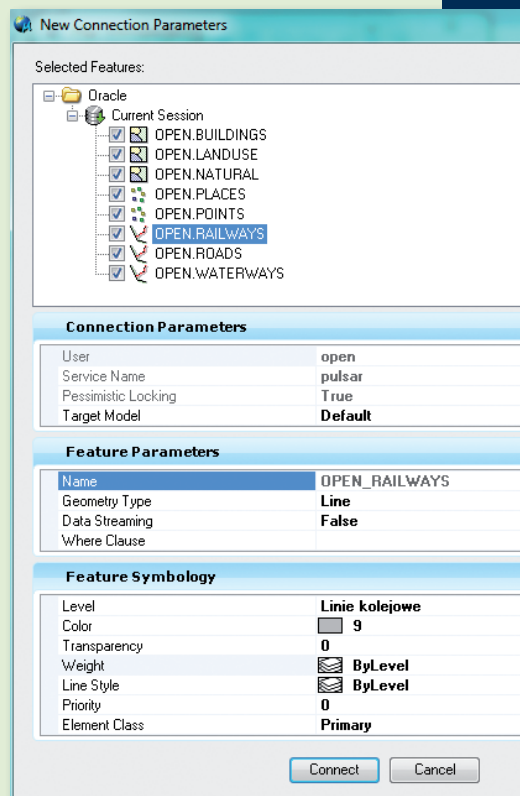 New Connection Parameters
Selected Features:
Oracle
Current Session
OPEN.BUILDINGS
OPEN.LANDUSE
OPEN.NATURAL
OPEN.PLACES
OPEN.POINTS
OPEN.RAILWAYS
OPEN.ROADS
OPEN.WATERWAYS
Connection Parameters
User open
Service Name pulsar
Pessimistic Locking True
Target Model Default
Feature Parameters
Name OPEN_RAILWAYS
Geometry Type Line
Data Streaming False
Where Clause
Feature Symbology
Level Linie kolejowe
Color 9
Transparency 0
Weight ByLevel
Line Style ByLevel
Priority 0
Element Class Primary
Connect Cancel